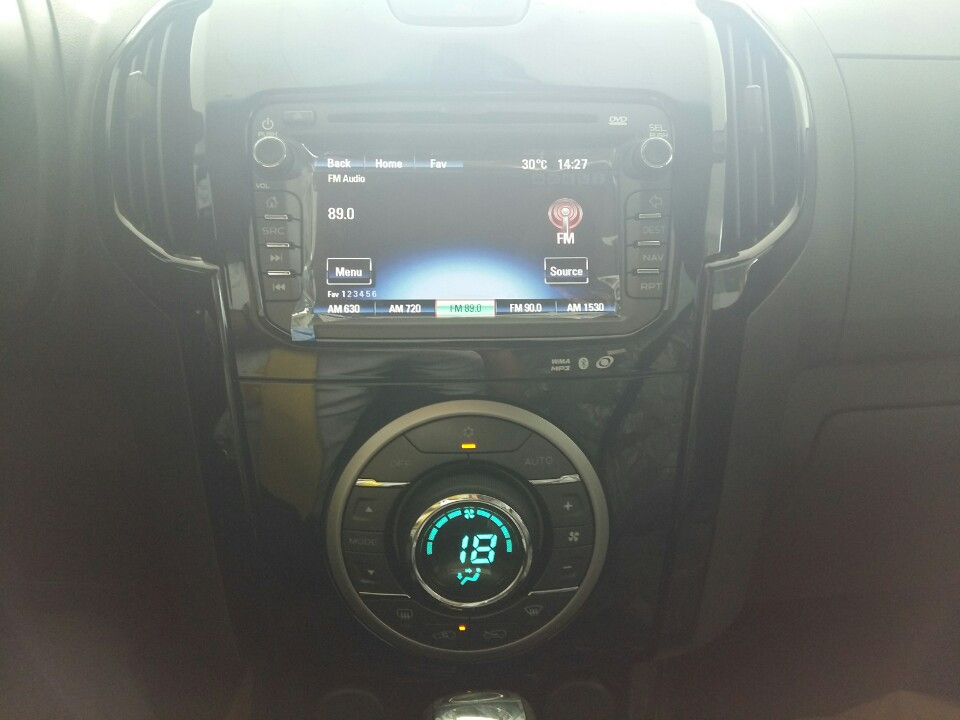 DVD
SEL
VOL
Back Home Fav 30°C 14:27
FM Audio
89.0
FM
SRC
DEST
NAV
RPT
Menu Source
Fav 1 2 3 4 5 6
AM 630 AM 720 FM 89.0 FM 90.0 AM 1530
WMA
MP3
OFF AUTO
MODE
18